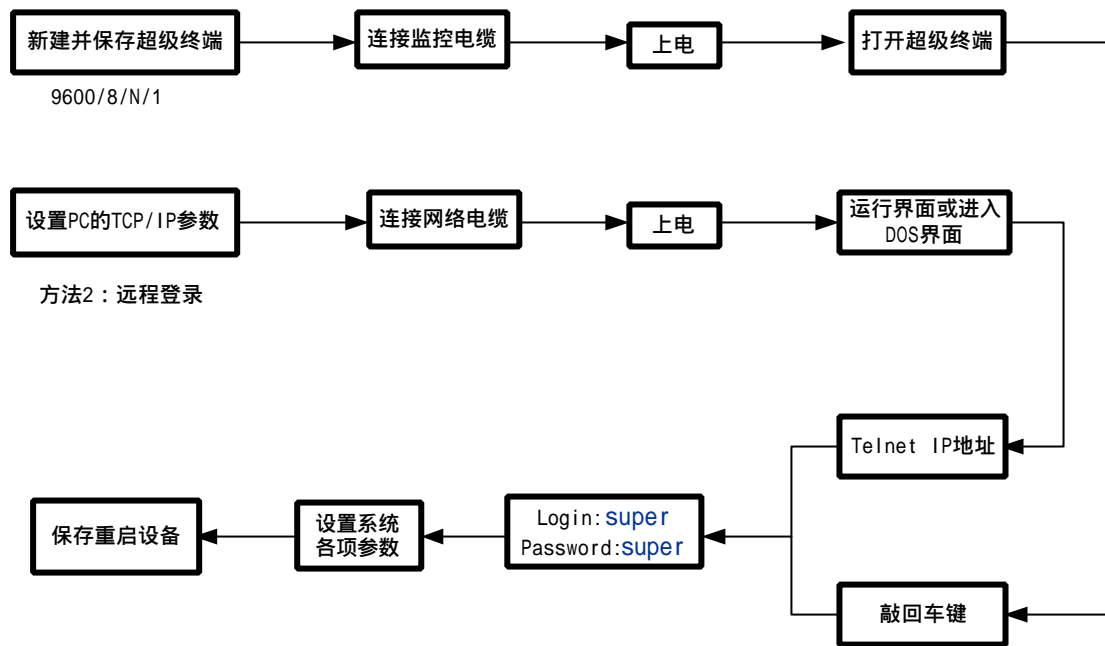 新建并保存超级终端
连接监控电缆
上电
打开超级终端
9600/8/N/1
设置PC的TCP/IP参数
连接网络电缆
上电
运行界面或进入
DOS界面
方法2：远程登录
Telnet IP地址
保存重启设备
设置系统
各项参数
Login:super
Password:super
敲回车键